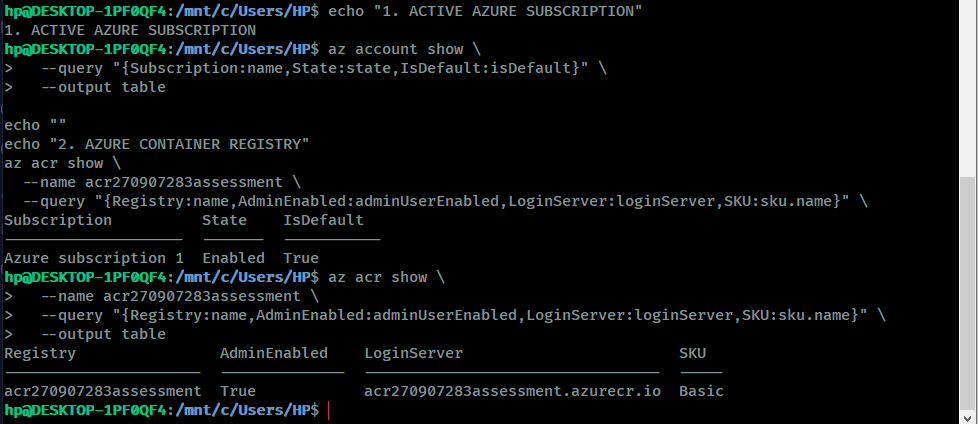 hp@DESKTOP-1PF0QF4:/mnt/c/Users/HP$ echo "1. ACTIVE AZURE SUBSCRIPTION"
1. ACTIVE AZURE SUBSCRIPTION
hp@DESKTOP-1PF0QF4:/mnt/c/Users/HP$ az account show \
>   --query "{Subscription:name,State:state,IsDefault:isDefault}" \
>   --output table

echo ""
echo "2. AZURE CONTAINER REGISTRY"
az acr show \
  --name acr270907283assessment \
  --query "{Registry:name,AdminEnabled:adminUserEnabled,LoginServer:loginServer,SKU:sku.name}" \
Subscription          State    IsDefault
--------------------  -------  -----------
Azure subscription 1  Enabled  True
hp@DESKTOP-1PF0QF4:/mnt/c/Users/HP$ az acr show \
>   --name acr270907283assessment \
>   --query "{Registry:name,AdminEnabled:adminUserEnabled,LoginServer:loginServer,SKU:sku.name}" \
>   --output table
Registry                AdminEnabled    LoginServer                        SKU
----------------------  --------------  ---------------------------------  -----
acr270907283assessment  True            acr270907283assessment.azurecr.io  Basic
hp@DESKTOP-1PF0QF4:/mnt/c/Users/HP$